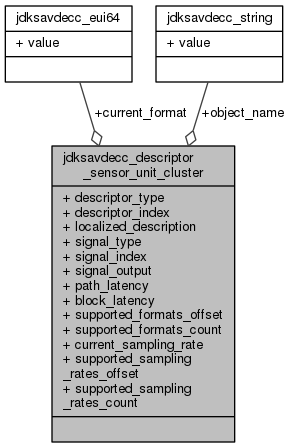 jdksavdecc_eui64
+ value
jdksavdecc_string
+ value
+current_format
+object_name
jdksavdecc_descriptor
_sensor_unit_cluster
+ descriptor_type
+ descriptor_index
+ localized_description
+ signal_type
+ signal_index
+ signal_output
+ path_latency
+ block_latency
+ supported_formats_offset
+ supported_formats_count
+ current_sampling_rate
+ supported_sampling
_rates_offset
+ supported_sampling
_rates_count